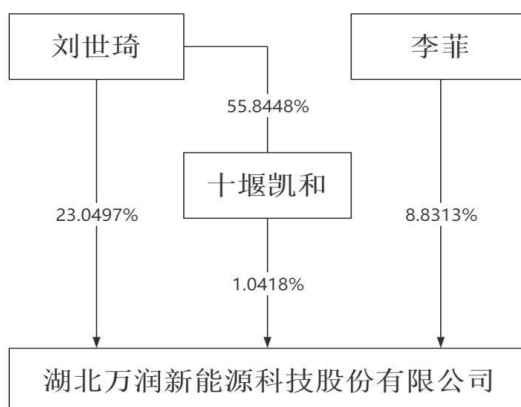 刘世琦
李菲
55.8448%
十堰凯和
23.0497%
8.8313%
1.0418%
湖北万润新能源科技股份有限公司